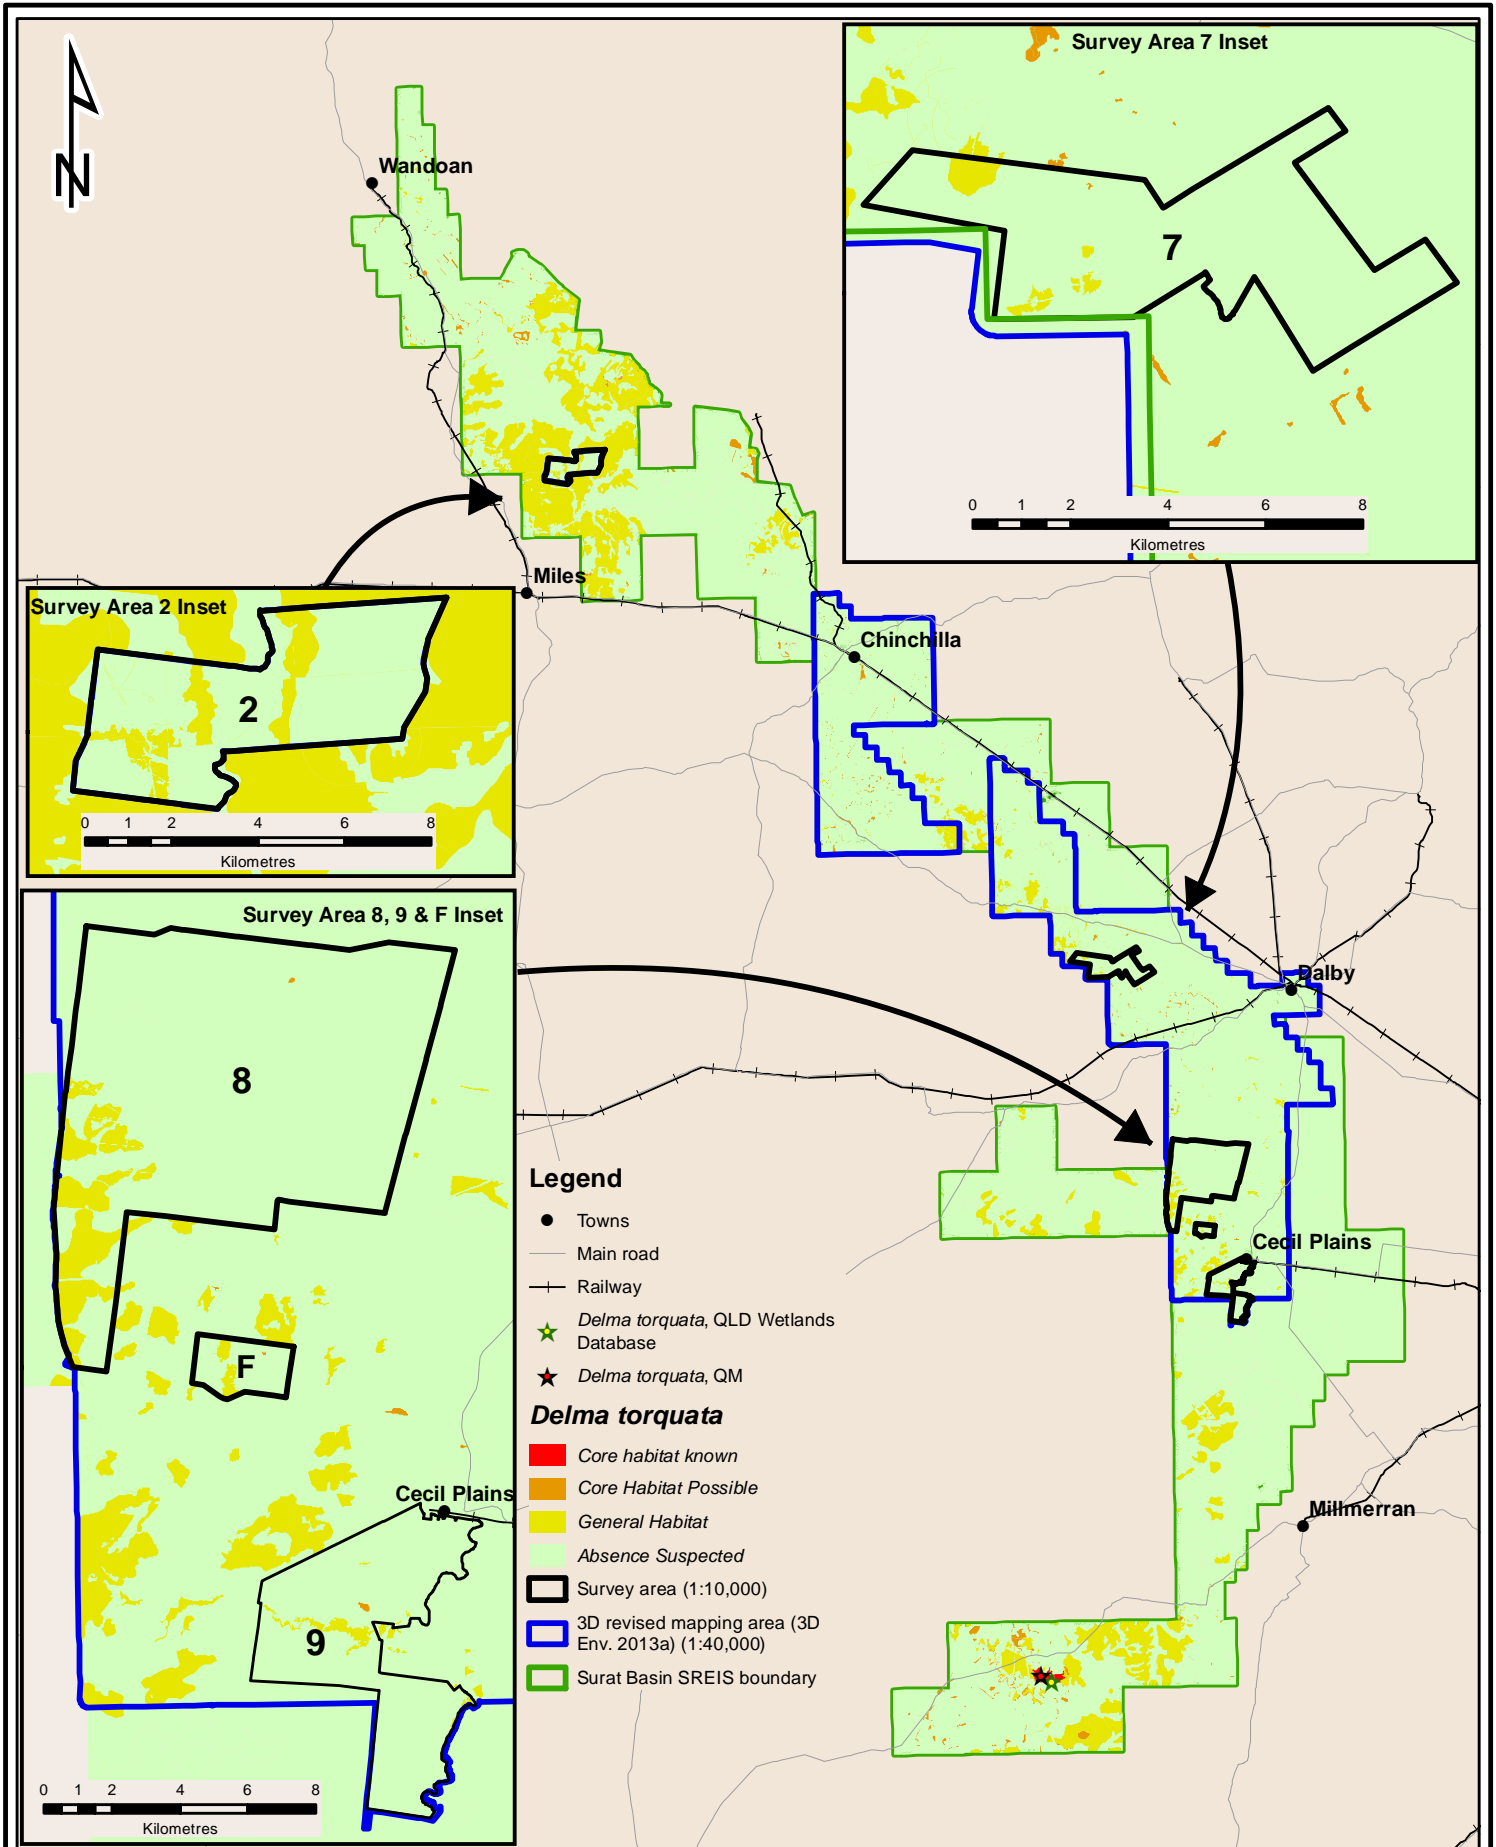 Survey Area 7 Inset
N
Wandoan
7
0 1 2 4 6 8
Kilometres
Miles
Survey Area 2 Inset
2
0 1 2 4 6 8
Kilometres
Chinchilla
Survey Area 8, 9 & F Inset
8
F
Cecil Plains
9
0 1 2 4 6 8
Kilometres
Dalby
Cecil Plains
Millmerran
Legend
Towns
Main road
Railway
Delma torquata, QLD Wetlands
Database
Delma torquata, QM
Delma torquata
Core habitat known
Core Habitat Possible
General Habitat
Absence Suspected
Survey area (1:10,000)
3D revised mapping area (3D
Env. 2013a) (1:40,000)
Surat Basin SREIS boundary